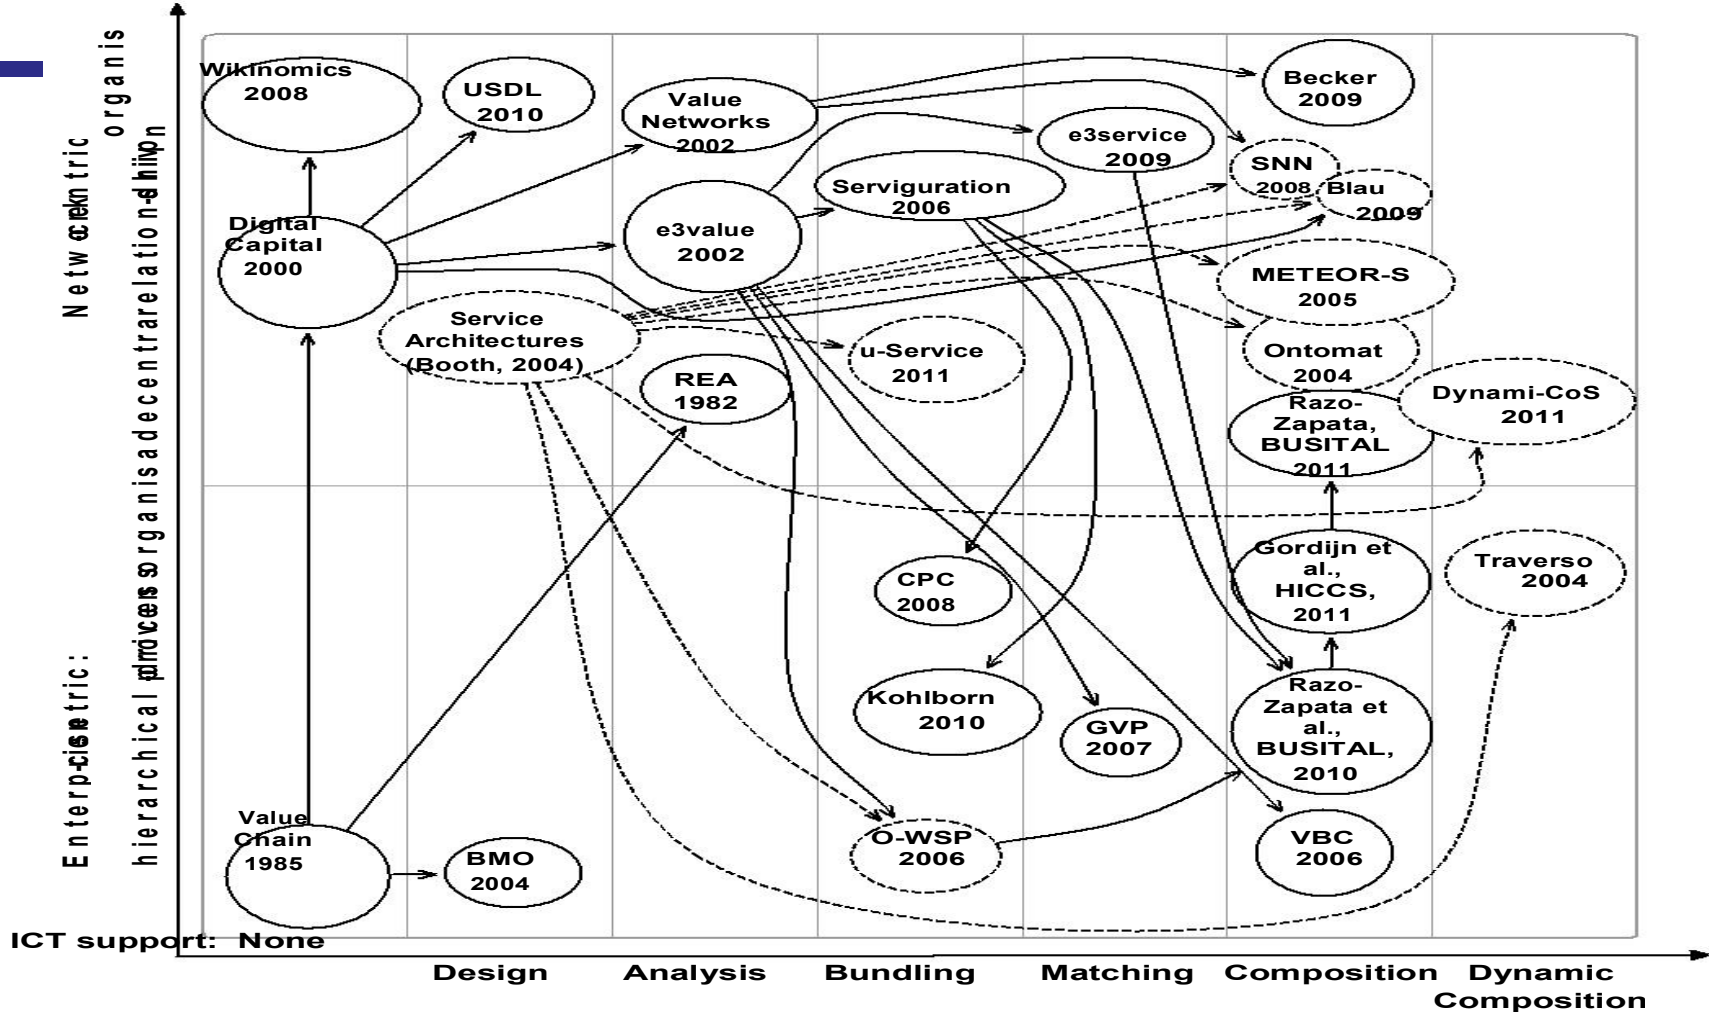 Wikinomics
2008
USDL
2010
Value
Networks
2002
Becker
2009
e3service
2009
SNN
2008
Blau
2009
Serviguration
2006
Digital
Capital
2000
e3value
2002
METEOR-S
2005
Service
Architectures
(Booth, 2004)
u-Service
2011
Ontomat
2004
REA
1982
Razo-
Zapata,
BUSITAL
2011
Dynami-CoS
2011
Gordijn et
al.,
HICCS,
2011
Traverso
2004
CPC
2008
Kohlborn
2010
GVP
2007
Razo-
Zapata et
al.,
BUSITAL,
2010
Value
Chain
1985
BMO
2004
O-WSP
2006
VBC
2006
ICT support: None
Design
Analysis
Bundling
Matching
Composition
Dynamic
Composition
organis
hierarchical